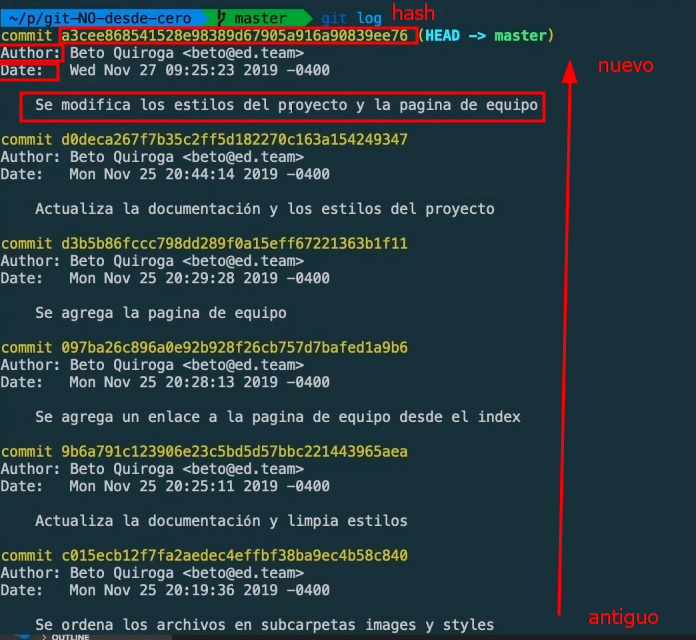 ~/p/git-NO-desde-cero master git log hash
commit a3cee868541528e98389d67905a916a90839ee76 (HEAD -> master)
Author: Beto Quiroga <beto@ed.team>
Date: Wed Nov 27 09:25:23 2019 -0400
nuevo
Se modifica los estilos del proyecto y la pagina de equipo
commit d0deca267f7b35c2ff5d182270c163a154249347
Author: Beto Quiroga <beto@ed.team>
Date: Mon Nov 25 20:44:14 2019 -0400
Actualiza la documentación y los estilos del proyecto
commit d3b5b86fccc798dd289f0a15eff67221363b1f11
Author: Beto Quiroga <beto@ed.team>
Date: Mon Nov 25 20:29:28 2019 -0400
Se agrega la pagina de equipo
commit 097ba26c896a0e92b928f26cb757d7bafed1a9b6
Author: Beto Quiroga <beto@ed.team>
Date: Mon Nov 25 20:28:13 2019 -0400
Se agrega un enlace a la pagina de equipo desde el index
commit 9b6a791c123906e23c5bd5d57bbc221443965aea
Author: Beto Quiroga <beto@ed.team>
Date: Mon Nov 25 20:25:11 2019 -0400
Actualiza la documentación y limpia estilos
commit c015ecb12f7fa2aedec4effbf38ba9ec4b58c840
Author: Beto Quiroga <beto@ed.team>
Date: Mon Nov 25 20:19:36 2019 -0400
antiguo
Se ordena los archivos en subcarpetas images y styles
> OUTLINE